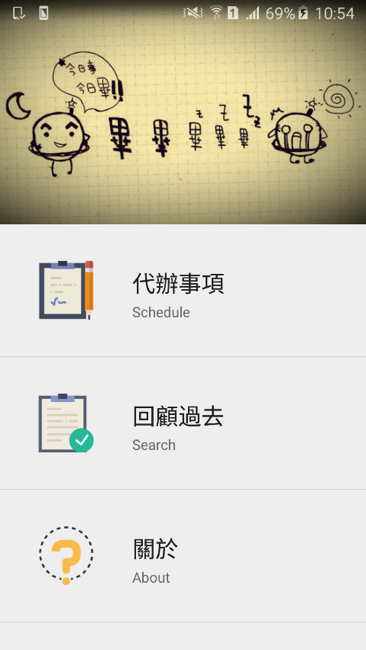 1 69% 10:54
今日事
今日畢!!
畢 畢 畢 畢 畢 z z z z
代辦事項
Schedule
回顧過去
Search
關於
About